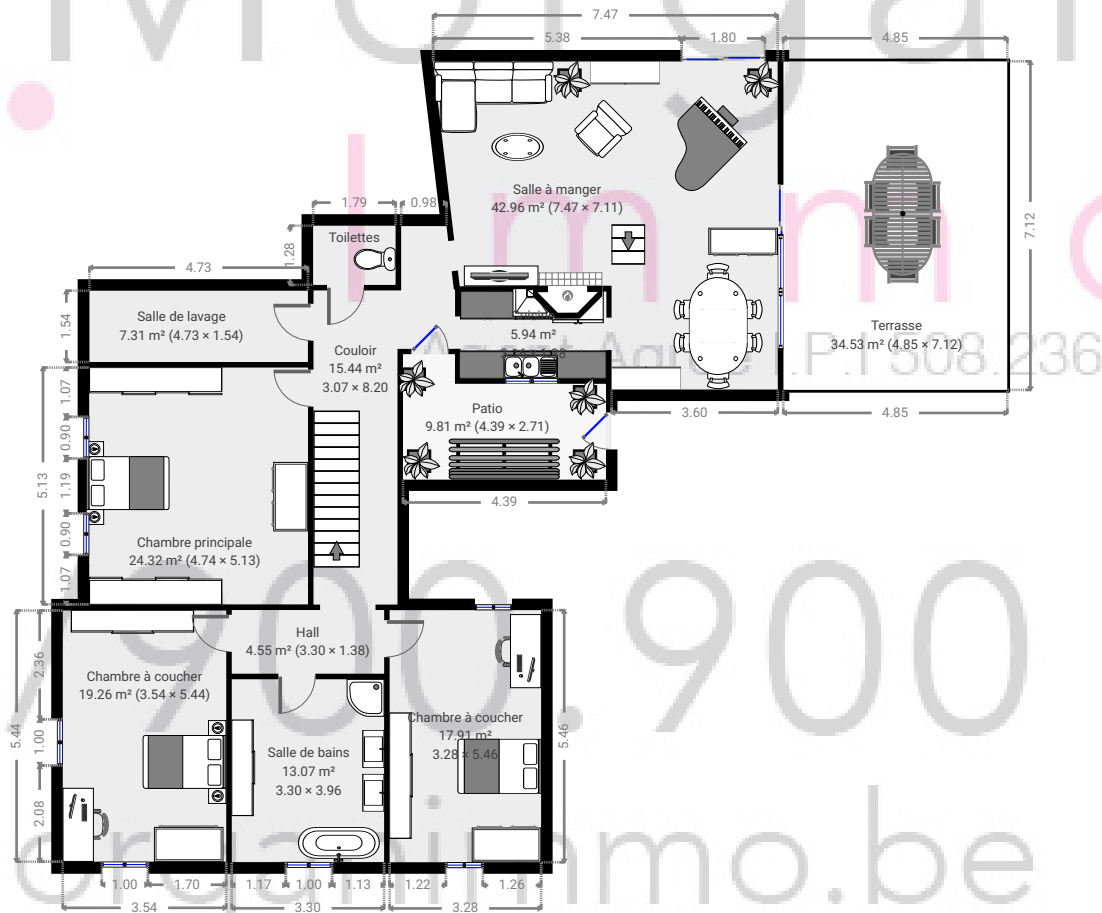 Morgan
immo
Agent Agréé I.P.I 508.236
900.900
organimmo.be
7.47
5.38
1.80
4.85
7.12
Salle à manger
42.96 m² (7.47 × 7.11)
1.79
0.98
Toilettes
1.28
4.73
Salle de lavage
7.31 m² (4.73 × 1.54)
1.54
5.94 m²
Terrasse
34.53 m² (4.85 × 7.12)
Couloir
15.44 m²
3.07 × 8.20
1.07
0.90
1.19
0.90
1.07
5.13
Patio
9.81 m² (4.39 × 2.71)
3.60
4.85
4.39
Chambre principale
24.32 m² (4.74 × 5.13)
Hall
4.55 m² (3.30 × 1.38)
2.36
1.00
2.08
5.44
Chambre à coucher
19.26 m² (3.54 × 5.44)
Chambre à coucher
17.91 m²
3.28 × 5.46
5.46
Salle de bains
13.07 m²
3.30 × 3.96
1.00
1.70
1.17
1.00
1.13
1.22
1.26
3.54
3.30
3.28